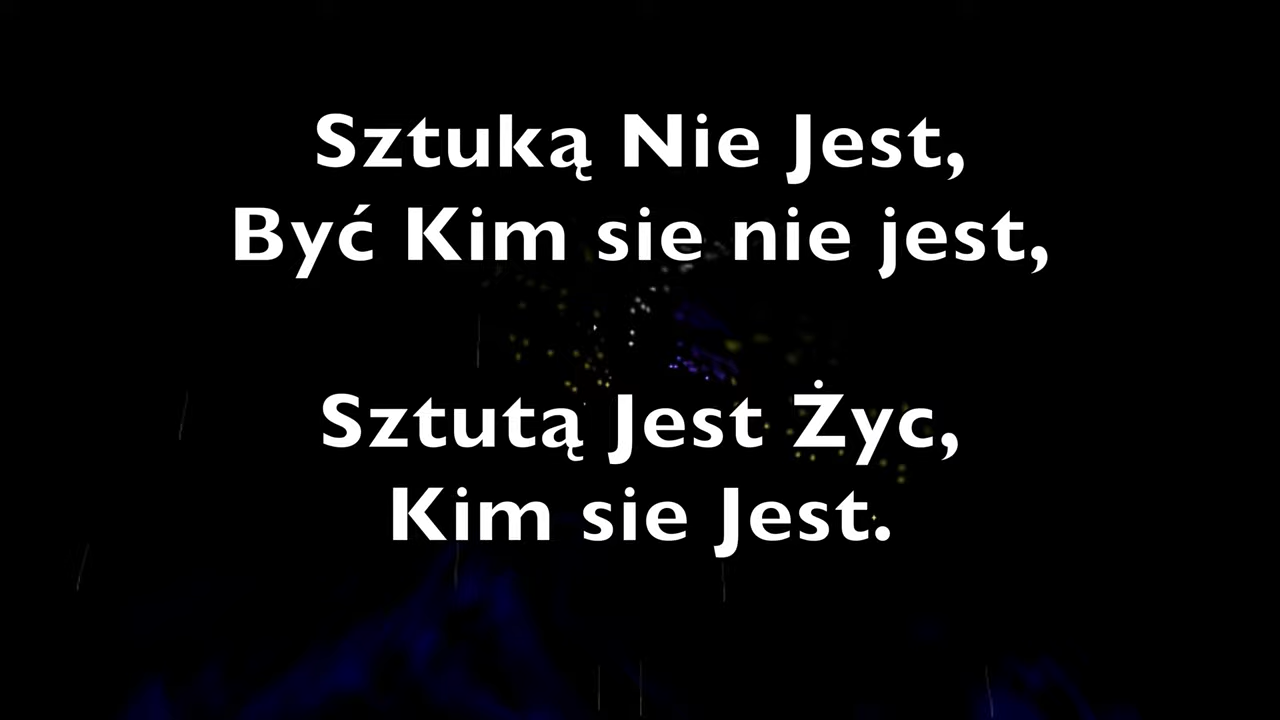 Sztuką Nie Jest,
Być Kim sie nie jest,
Sztutą Jest Życ,
Kim sie Jest.